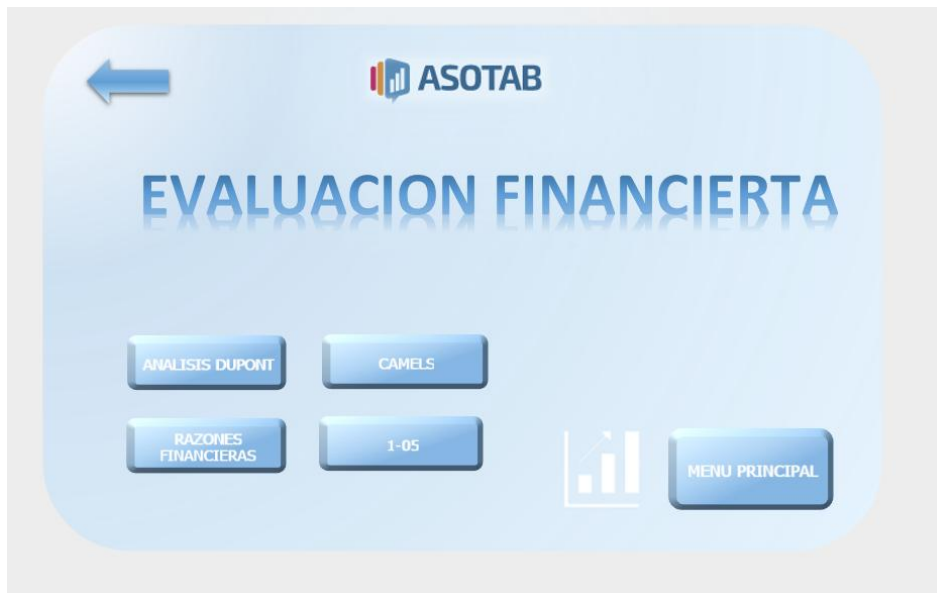 ASOTAB
EVALUACION FINANCIERTA
ANALISIS DUPONT
CAMELS
RAZONES
FINANCIERAS
1-05
MENU PRINCIPAL